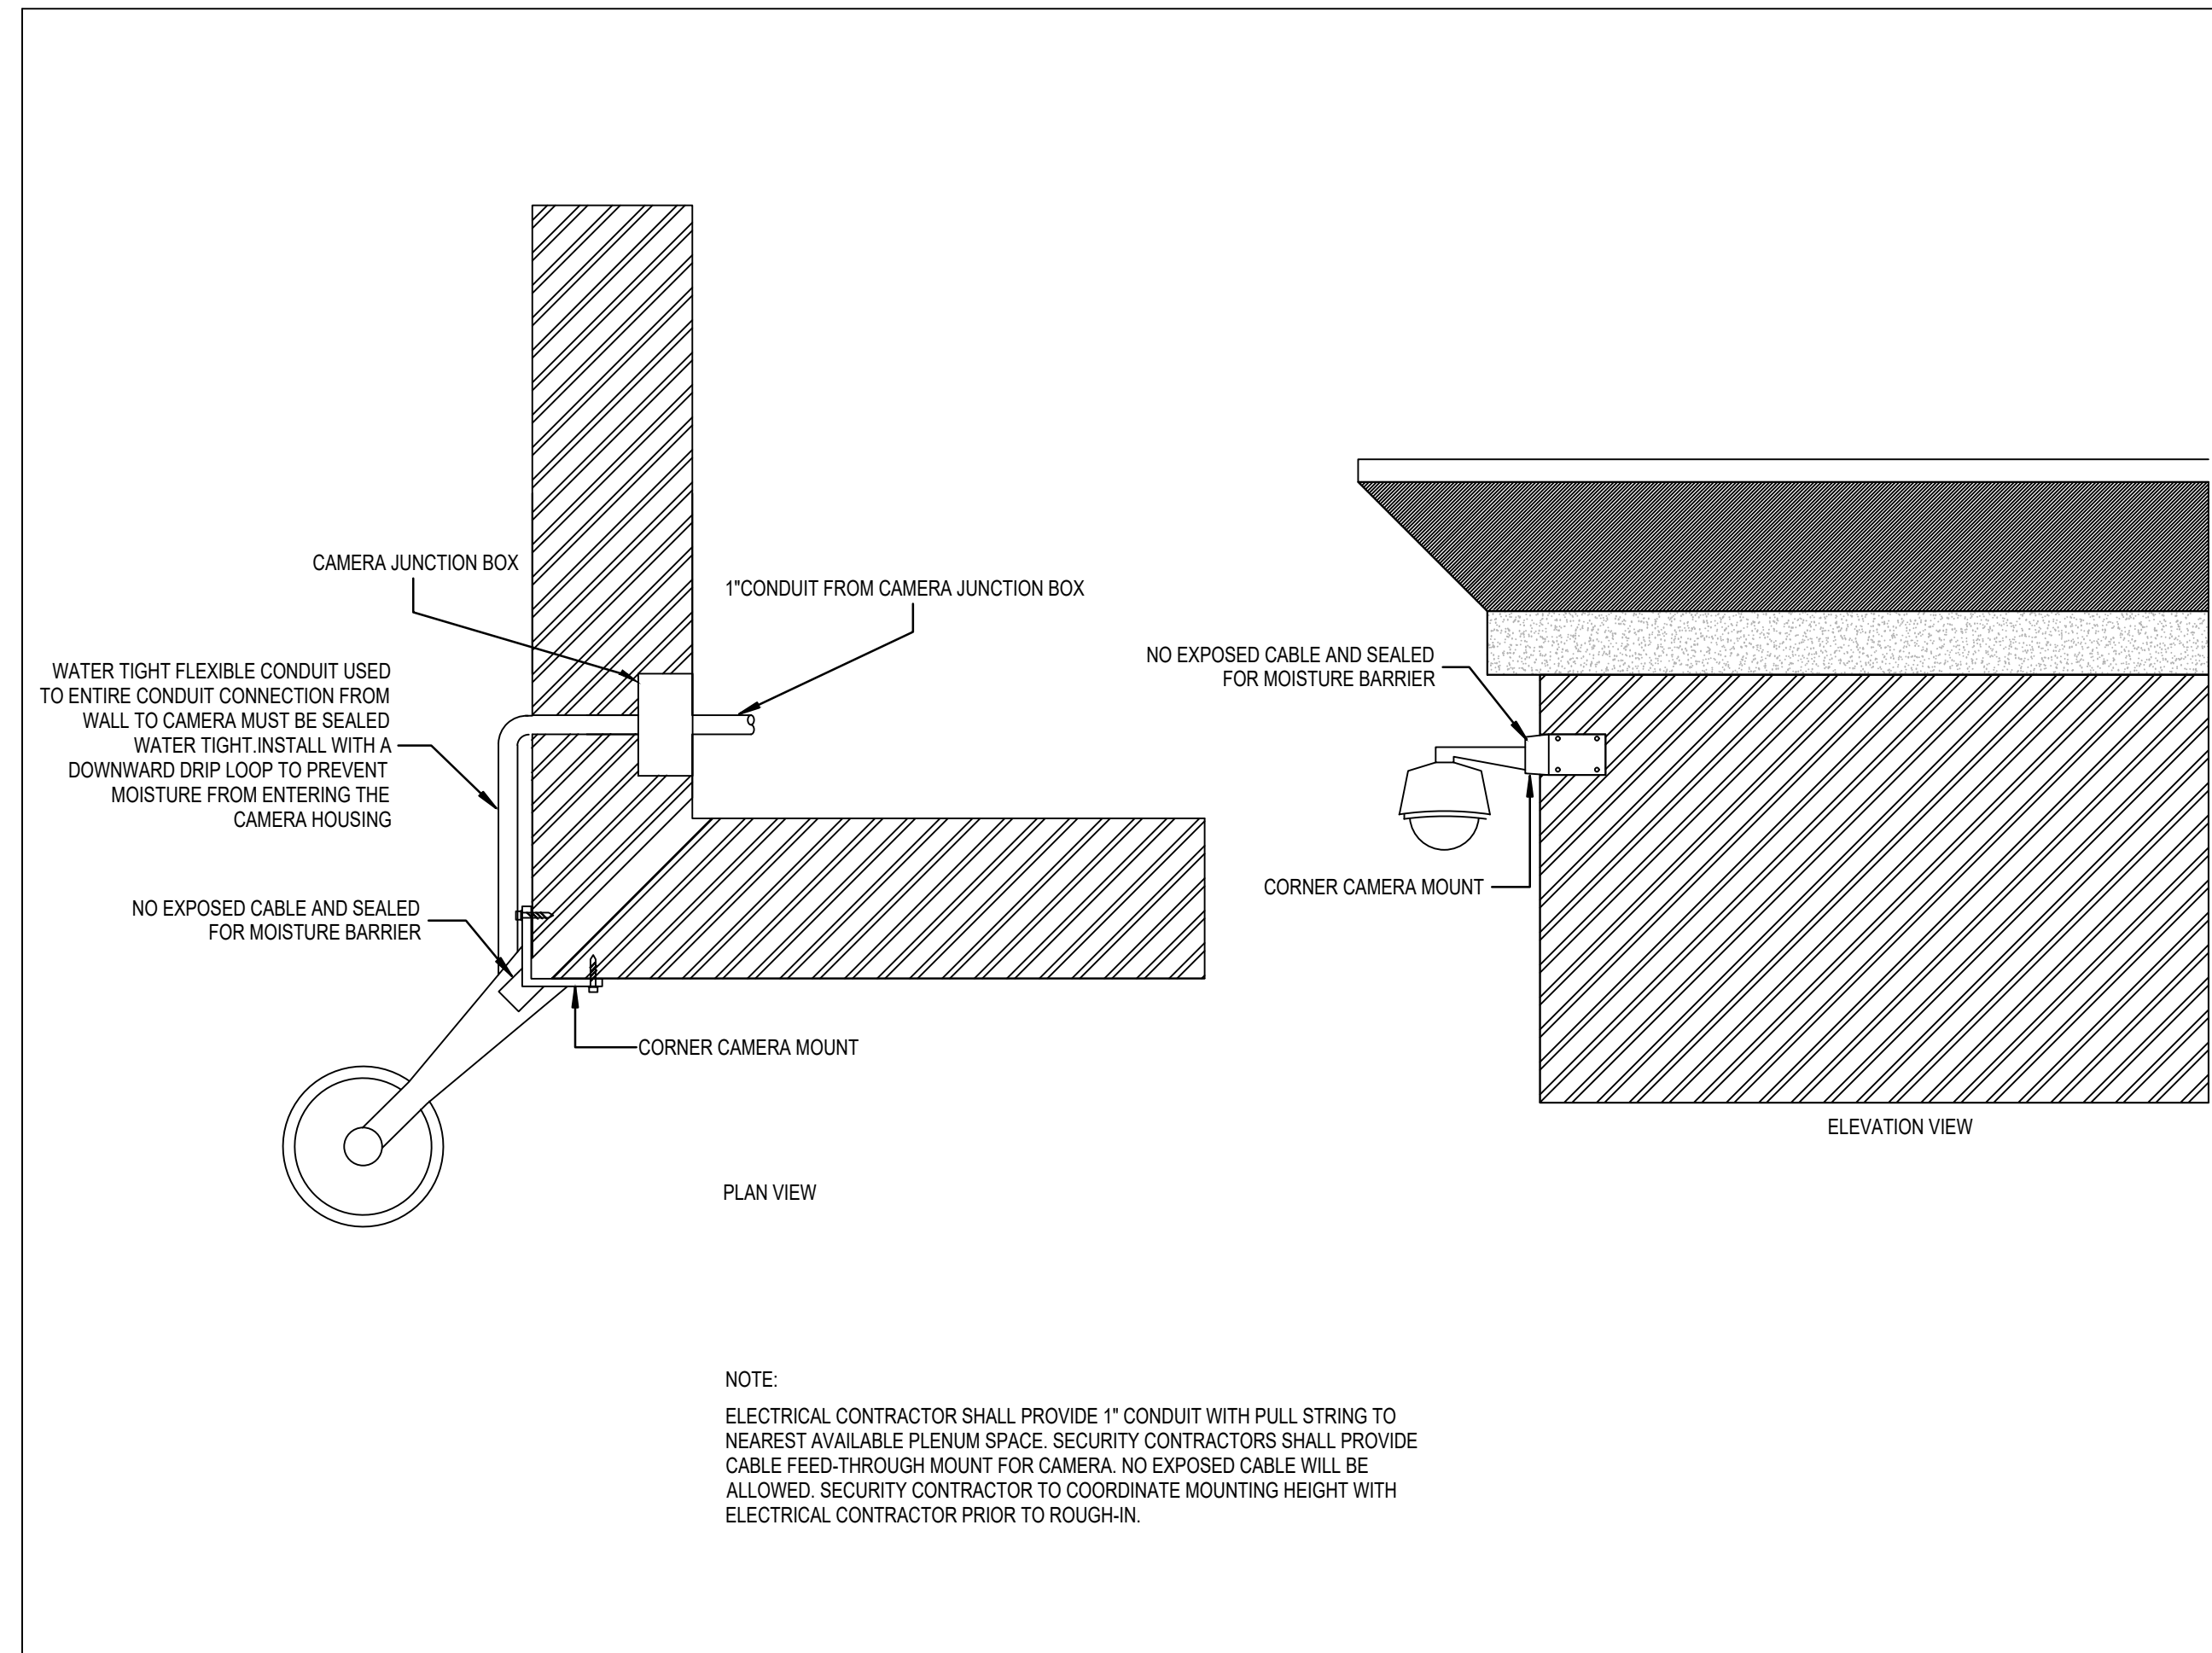 CAMERA JUNCTION BOX
1"CONDUIT FROM CAMERA JUNCTION BOX
WATER TIGHT FLEXIBLE CONDUIT USED
TO ENTIRE CONDUIT CONNECTION FROM
WALL TO CAMERA MUST BE SEALED
WATER TIGHT.INSTALL WITH A
DOWNWARD DRIP LOOP TO PREVENT
MOISTURE FROM ENTERING THE
CAMERA HOUSING
NO EXPOSED CABLE AND SEALED
FOR MOISTURE BARRIER
CORNER CAMERA MOUNT
PLAN VIEW
NO EXPOSED CABLE AND SEALED
FOR MOISTURE BARRIER
CORNER CAMERA MOUNT
ELEVATION VIEW
NOTE:
ELECTRICAL CONTRACTOR SHALL PROVIDE 1" CONDUIT WITH PULL STRING TO
NEAREST AVAILABLE PLENUM SPACE. SECURITY CONTRACTORS SHALL PROVIDE
CABLE FEED-THROUGH MOUNT FOR CAMERA. NO EXPOSED CABLE WILL BE
ALLOWED. SECURITY CONTRACTOR TO COORDINATE MOUNTING HEIGHT WITH
ELECTRICAL CONTRACTOR PRIOR TO ROUGH-IN.